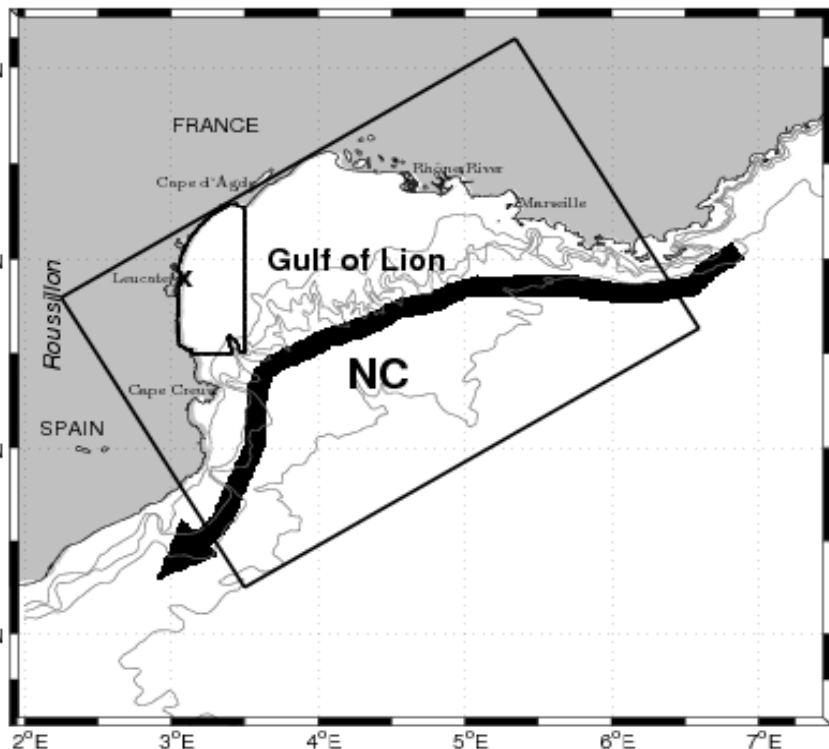 FRANCE
Rhône River
Cape d'Agde
Marseille
Gulf of Lion
Leucate
X
Roussillon
NC
Cape Creus
SPAIN
2°E 3°E 4°E 5°E 6°E 7°E